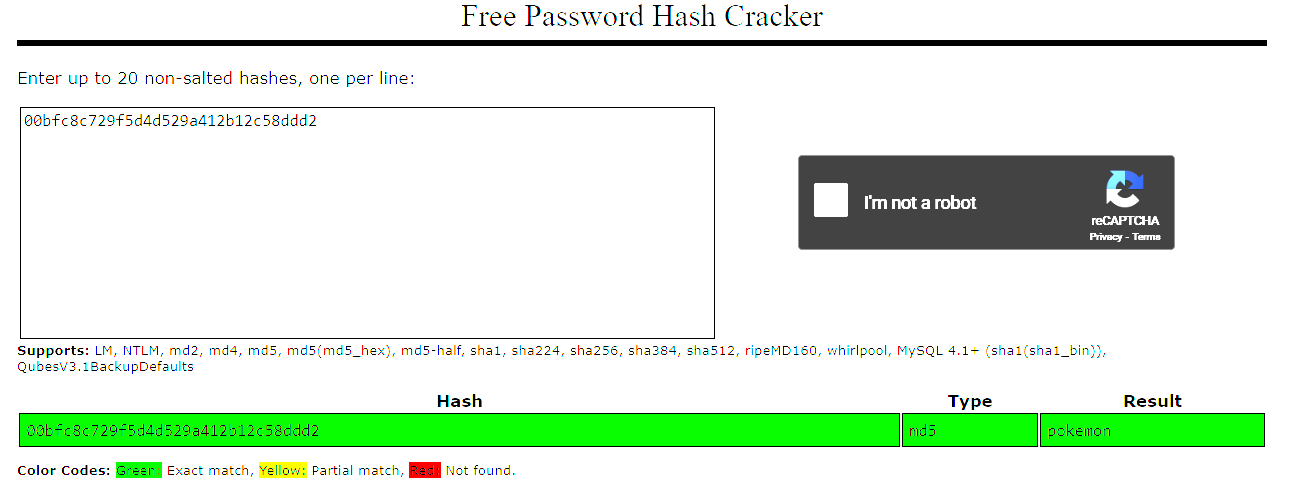 Free Password Hash Cracker
Enter up to 20 non-salted hashes, one per line:
00bfc8c729f5d4d529a412b12c58ddd2
I'm not a robot
reCAPTCHA
Privacy - Terms
Supports: LM, NTLM, md2, md4, md5, md5(md5_hex), md5-half, sha1, sha224, sha256, sha384, sha512, ripeMD160, whirlpool, MySQL 4.1+ (sha1(sha1_bin)),
QubesV3.1BackupDefaults
Hash Type Result
00bfc8c729f5d4d529a412b12c58ddd2 md5 pokemon
Color Codes: Green: Exact match, Yellow: Partial match, Red: Not found.